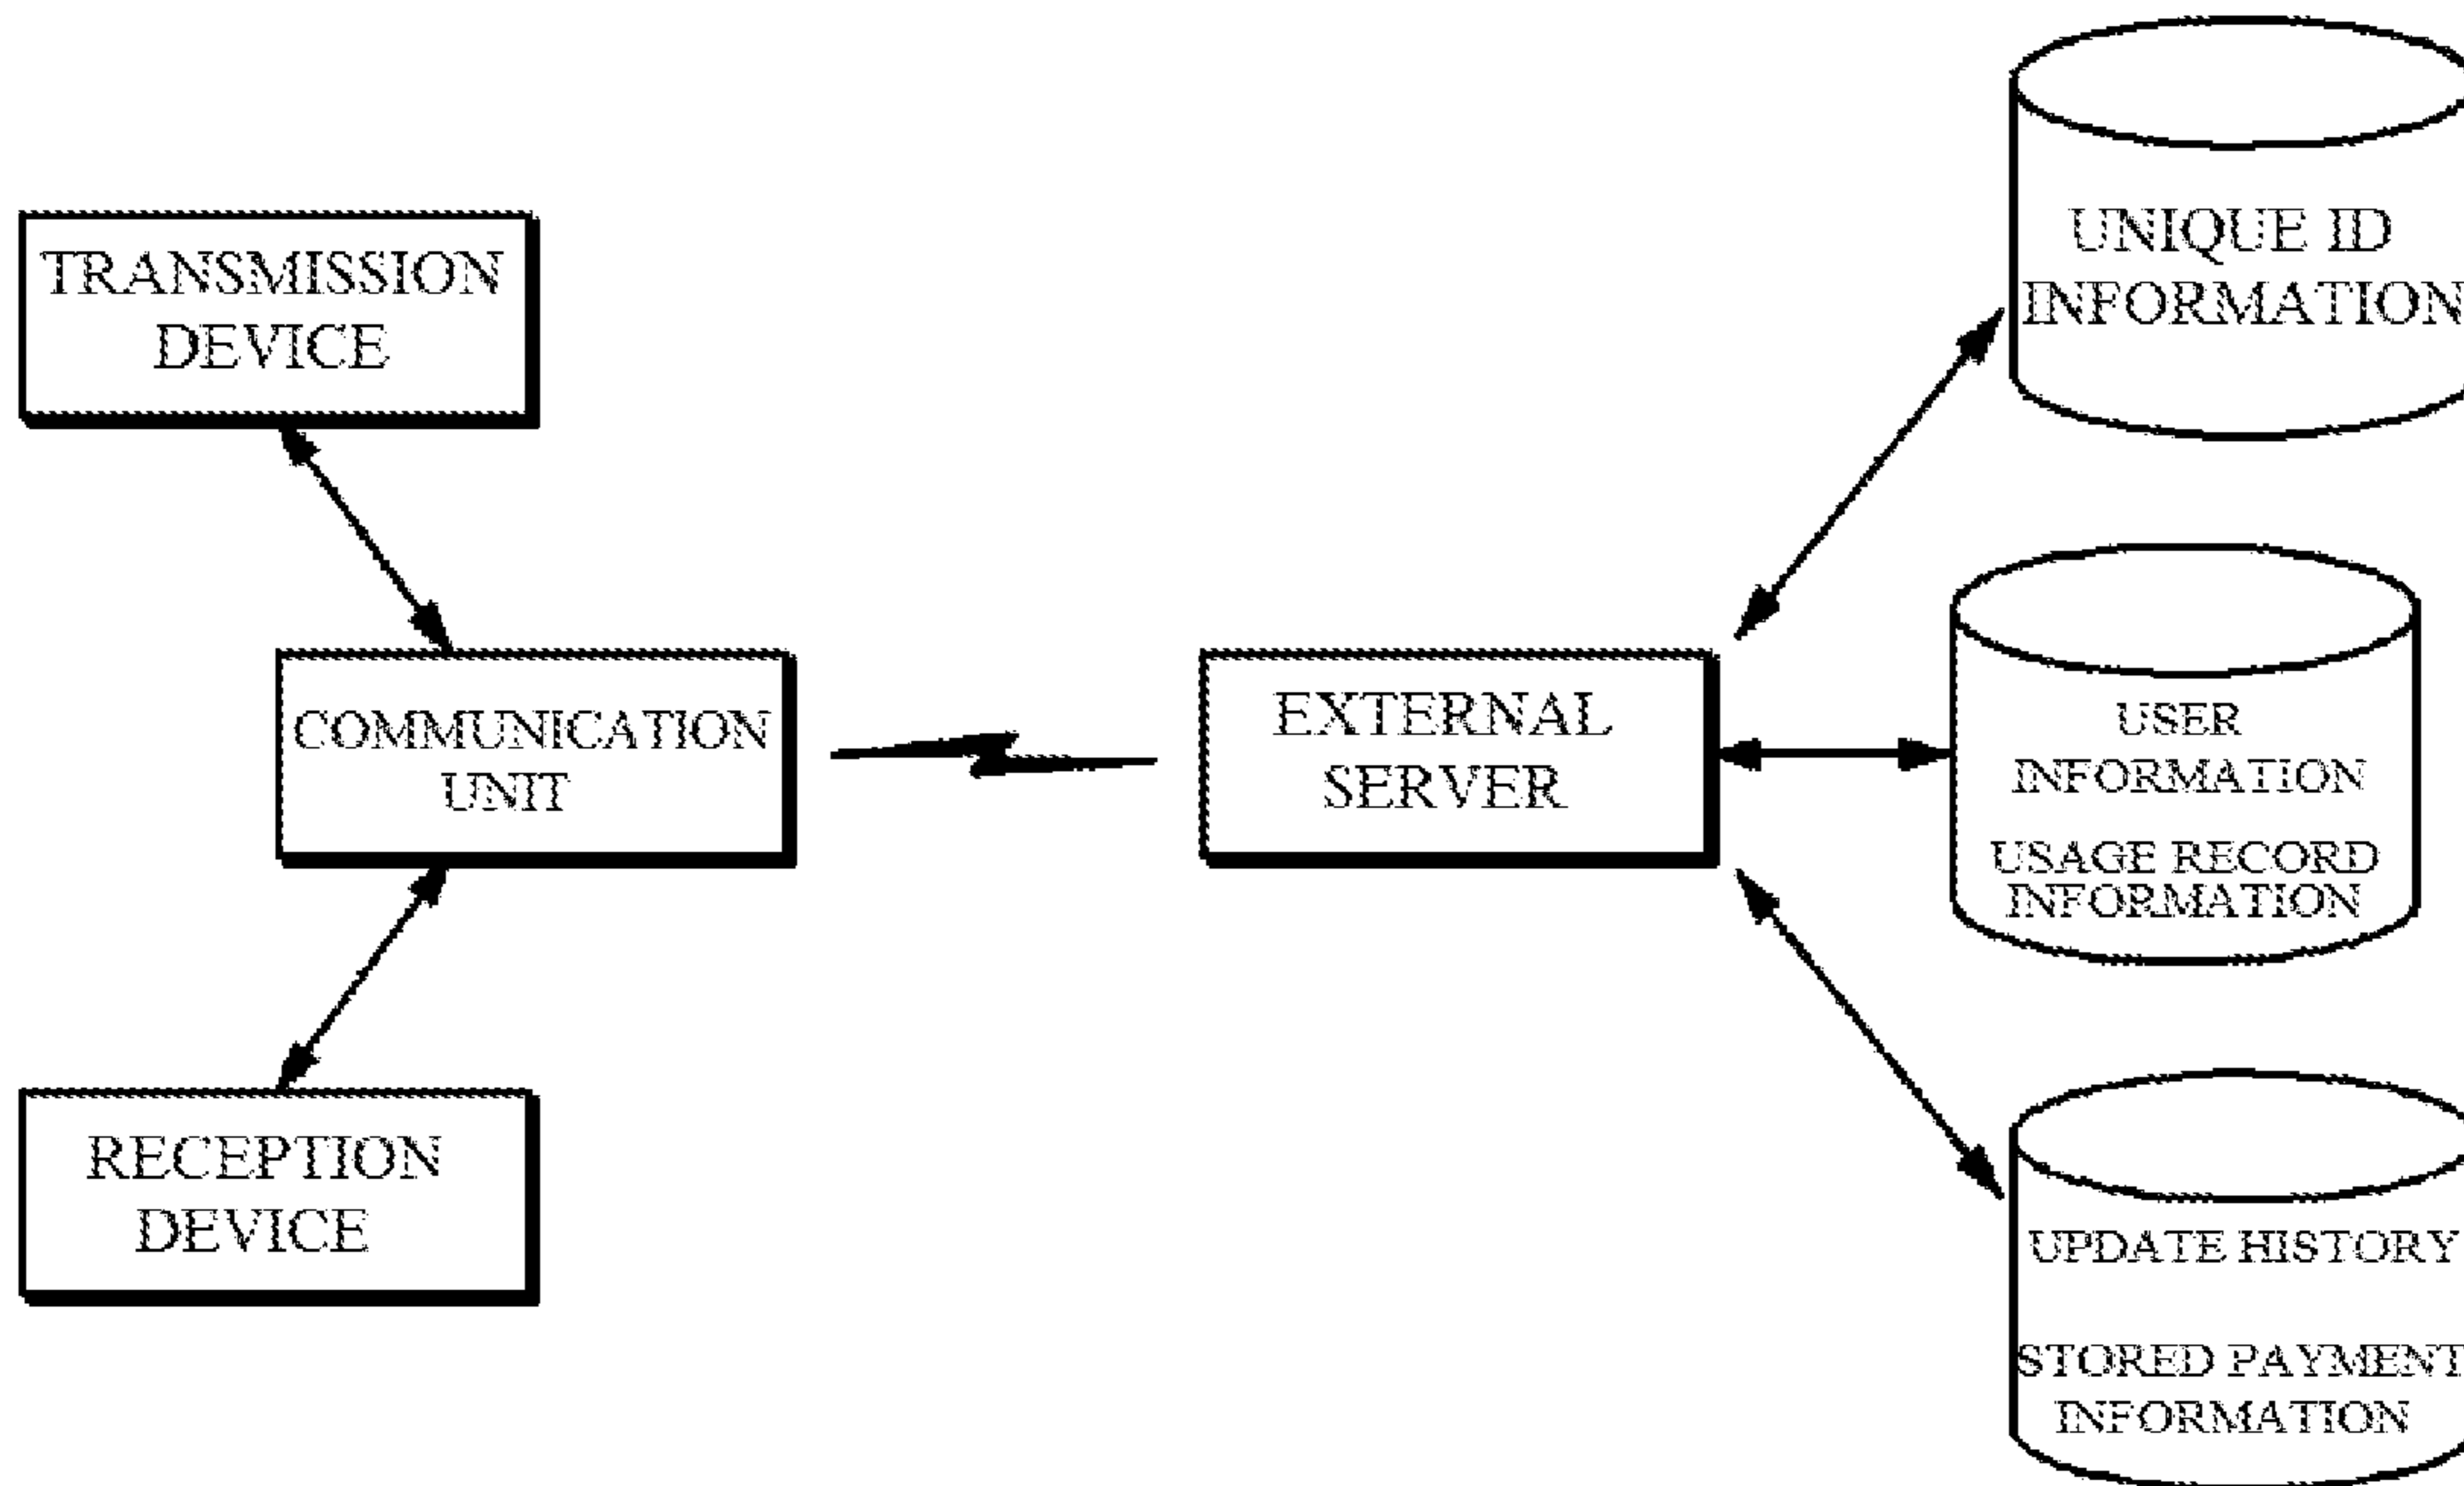 TRANSMISSION
DEVICE
COMMUNICATION
UNIT
RECEPTION
DEVICE
EXTERNAL
SERVER
UNIQUE ID
INFORMATION
USER
INFORMATION
USAGE RECORD
INFORMATION
UPDATE HISTORY
STORED PAYMENT
INFORMATION